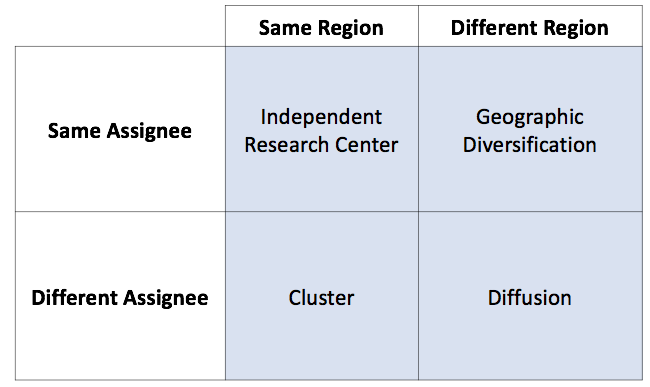 Same Region
Different Region
Same Assignee
Independent
Research Center
Geographic
Diversification
Different Assignee
Cluster
Diffusion